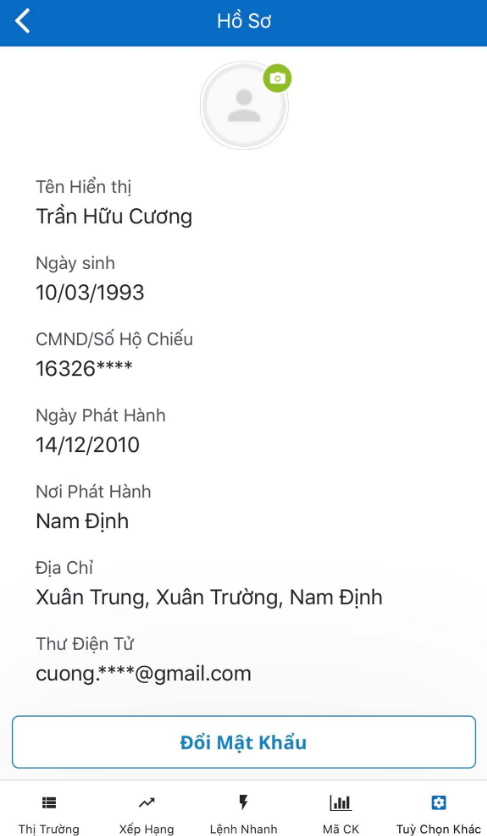 Hồ Sơ
Tên Hiển thị
Trần Hữu Cương
Ngày sinh
10/03/1993
CMND/Số Hộ Chiếu
16326****
Ngày Phát Hành
14/12/2010
Nơi Phát Hành
Nam Định
Địa Chỉ
Xuân Trung, Xuân Trường, Nam Định
Thư Điện Tử
cuong.****@gmail.com
Đổi Mật Khẩu
Thị Trường Xếp Hạng Lệnh Nhanh Mã CK Tuỳ Chọn Khác